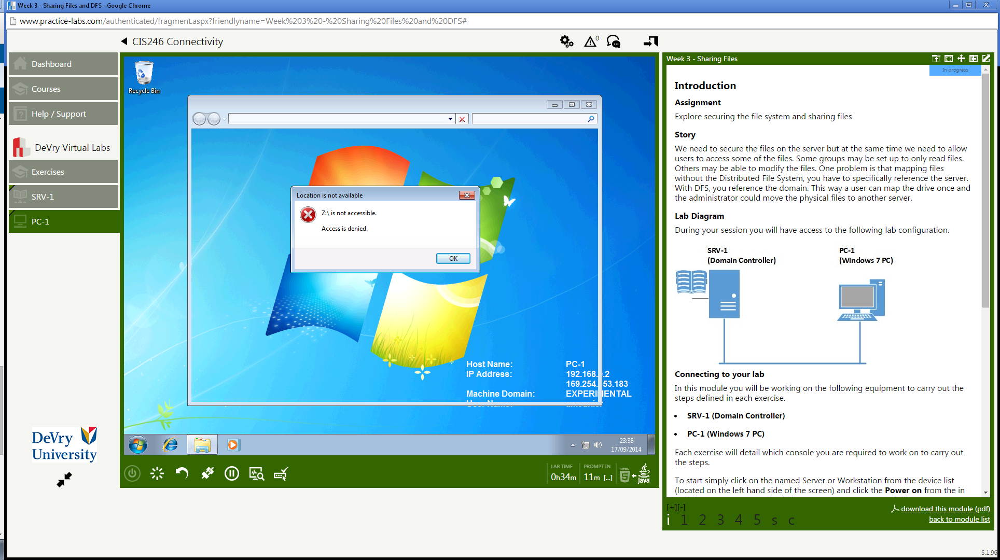 Week 3 - Sharing Files and DFS - Google Chrome
www.practice-labs.com/authenticated/fragment.aspx?friendlyname=Week%203%20-%20Sharing%20Files%20and%20DFS#
CIS246 Connectivity
0
Dashboard
Courses
Help / Support
DeVry Virtual Labs
Exercises
SRV-1
PC-1
DeVry
University
Recycle Bin
Location is not available
Z:\ is not accessible.
Access is denied.
OK
Host Name: PC-1
IP Address: 192.168.0.2
Machine Domain: EXPERIMENTAL
23:38
17/09/2014
LAB TIME
0h34m
PROMPT IN
11m [...]
HTML
5
Java
Week 3 - Sharing Files
In progress
Introduction
Assignment
Explore securing the file system and sharing files
Story
We need to secure the files on the server but at the same time we need to allow
users to access some of the files. Some groups may be set up to only read files.
Others may be able to modify the files. One problem is that mapping files
without the Distributed File System, you have to specifically reference the server.
With DFS, you reference the domain. This way a user can map the drive once and
the administrator could move the physical files to another server.
Lab Diagram
During your session you will have access to the following lab configuration.
SRV-1
(Domain Controller)
PC-1
(Windows 7 PC)
Connecting to your lab
In this module you will be working on the following equipment to carry out the
steps defined in each exercise.
• SRV-1 (Domain Controller)
• PC-1 (Windows 7 PC)
Each exercise will detail which console you are required to work on to carry out
the steps.
To start simply click on the named Server or Workstation from the device list
(located on the left hand side of the screen) and click the Power on from the in
[+][-]
i 1 2 3 4 5 s c
download this module (pdf)
back to module list
S.1.96